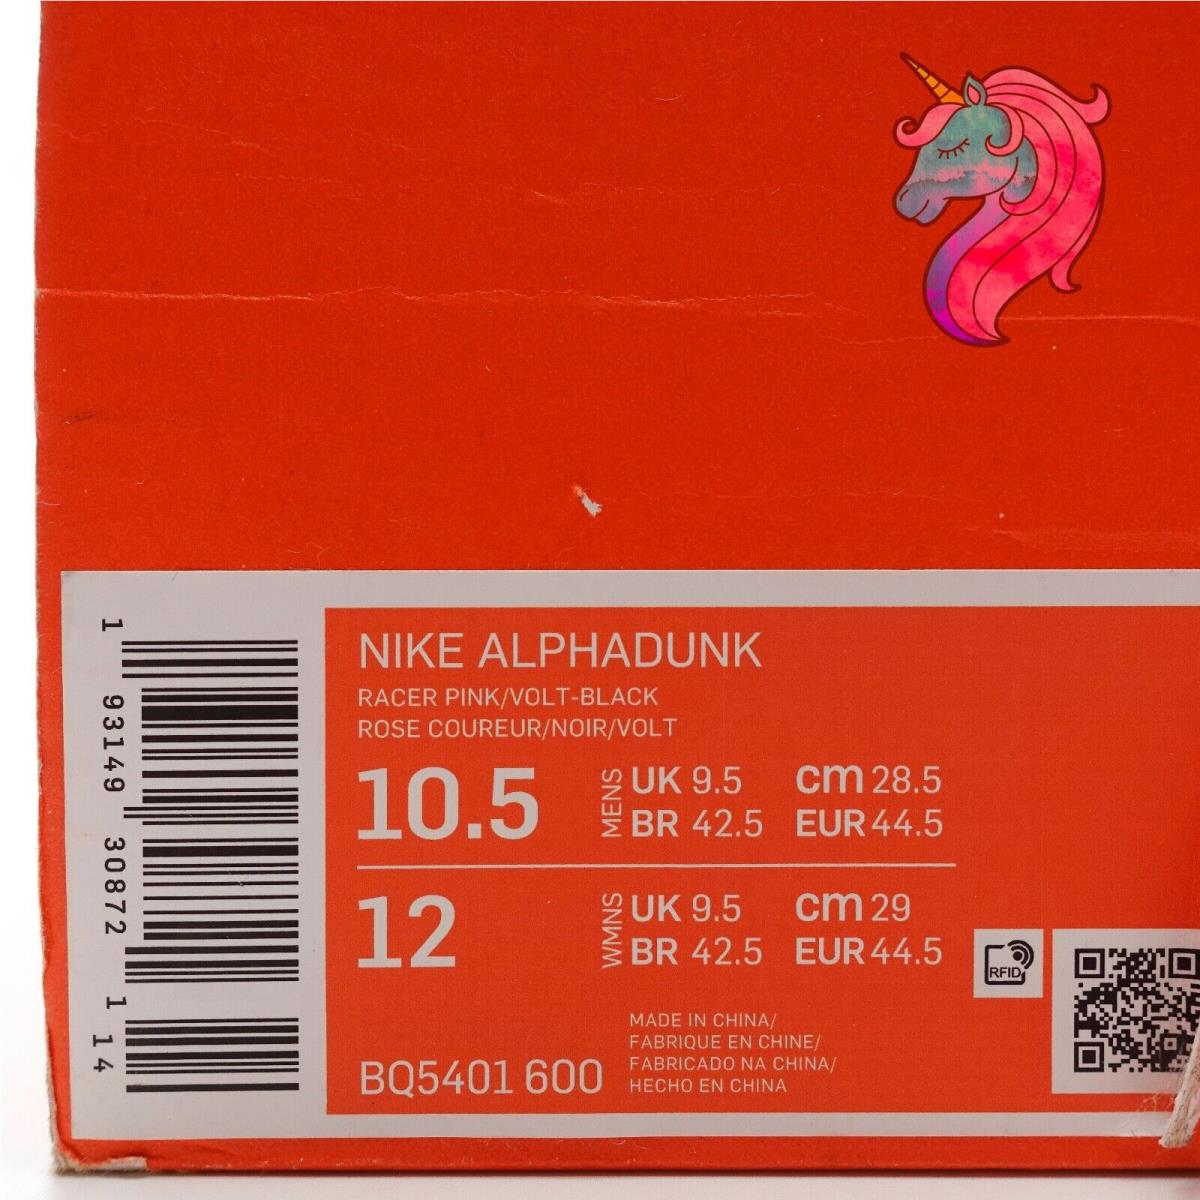 NIKE ALPHADUNK
RACER PINK/VOLT-BLACK
ROSE COUREUR/NOIR/VOLT
10.5 MENS UK 9.5 cm 28.5
BR 42.5 EUR 44.5
12 WMNS UK 9.5 cm 29
BR 42.5 EUR 44.5
MADE IN CHINA/
FABRIQUE EN CHINE/
FABRICADO NA CHINA/
HECHO EN CHINA
BQ5401 600
RFID
1 93149 30872 1 14